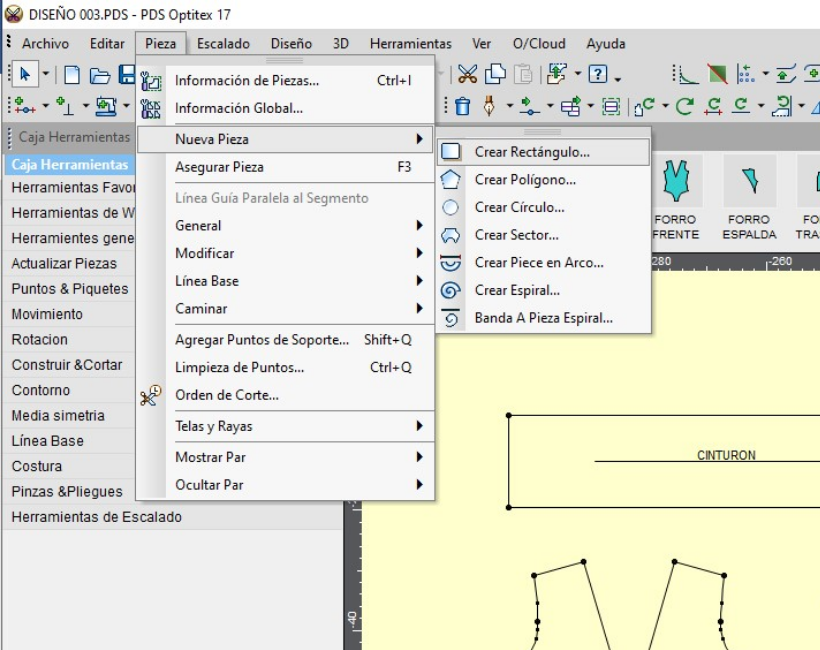 DISEÑO 003.PDS - PDS Optitex 17
Archivo Editar Pieza Escalado Diseño 3D Herramientas Ver O/Cloud Ayuda
Caja Herramientas
Caja Herramientas
Herramientas Favor
Herramientas de W
Herramientes gene
Actualizar Piezas
Puntos & Piquetes
Movimiento
Rotacion
Construir &Cortar
Contorno
Media simetria
Línea Base
Costura
Pinzas &Pliegues
Herramientas de Escalado
Información de Piezas... Ctrl+I
Información Global...
Nueva Pieza
Asegurar Pieza F3
Línea Guía Paralela al Segmento
General
Modificar
Línea Base
Caminar
Agregar Puntos de Soporte... Shift+Q
Limpieza de Puntos... Ctrl+Q
Orden de Corte...
Telas y Rayas
Mostrar Par
Ocultar Par
Crear Rectángulo...
Crear Polígono...
Crear Círculo...
Crear Sector...
Crear Piece en Arco...
Crear Espiral...
Banda A Pieza Espiral...
FORRO FORRO FO
FRENTE ESPALDA TRAS
280 -260
CINTURON
-40